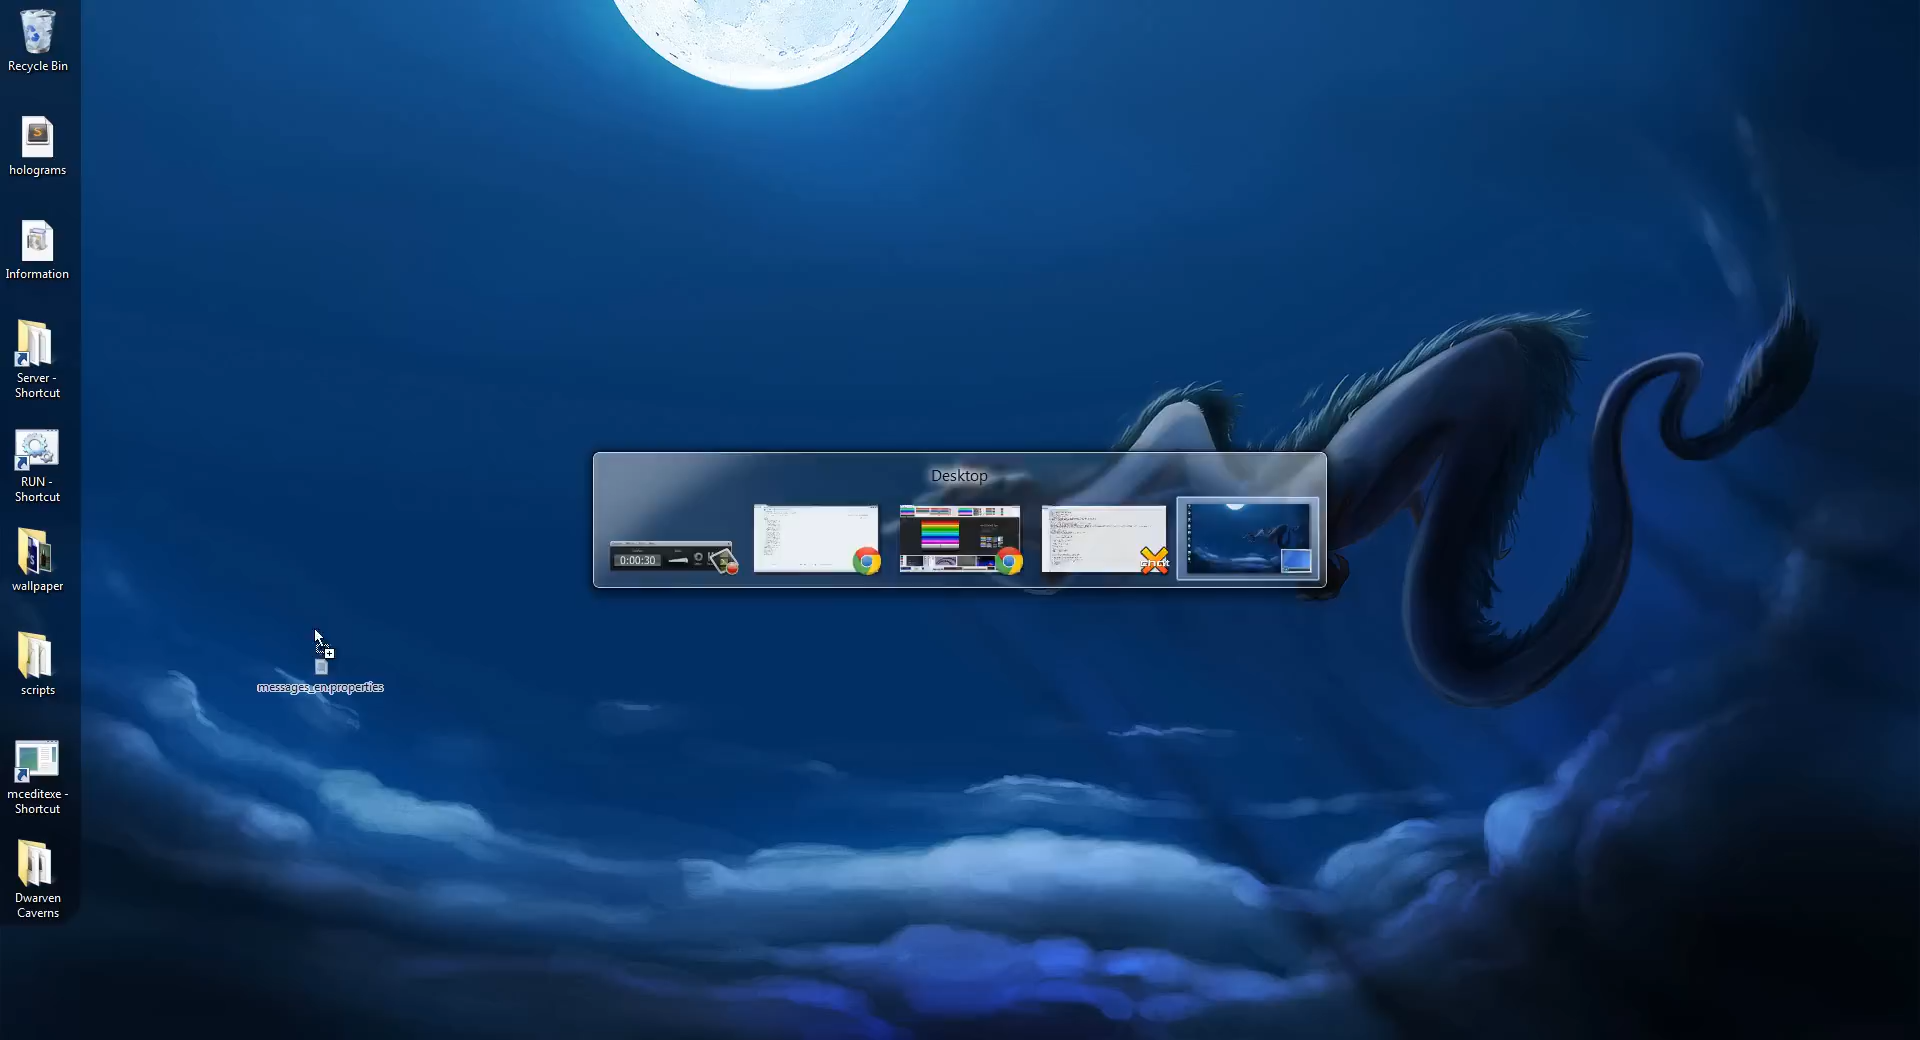 Recycle Bin
holograms
Information
Server -
Shortcut
RUN -
Shortcut
wallpaper
scripts
mceditexe -
Shortcut
Dwarven
Caverns
messages_en.properties
Desktop
0:00:30